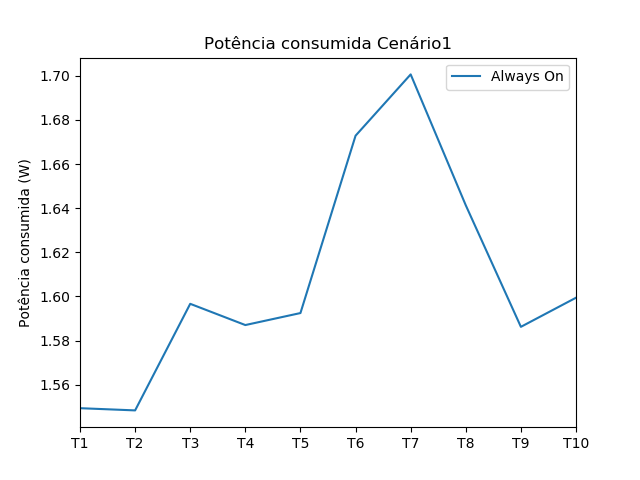 Potência consumida Cenário1
Always On
Potência consumida (W)
1.70
1.68
1.66
1.64
1.62
1.60
1.58
1.56
T1 T2 T3 T4 T5 T6 T7 T8 T9 T10